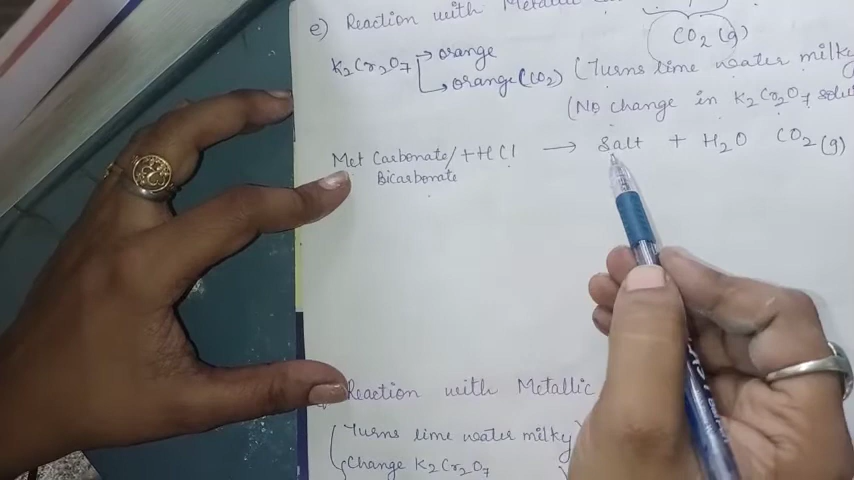 e) Reaction with Metallic
CO2 (g)
K2Cr2O7 → orange
→ orange (CO2) (Turns lime water milky
(No change in K2Cr2O7 solu
Met Carbonate/ + HCl → Salt + H2O CO2 (g)
Bicarbonate
Reaction with Metallic
(Turns lime water milky)
Change K2Cr2O7